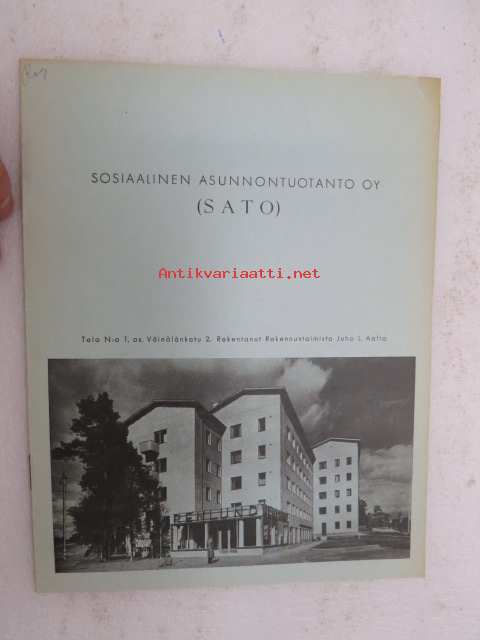 SOSIAALINEN ASUNNONTUOTANTO OY
(SATO)
Antikvariaatti.net
Talo N:o 1, os. Väinölänkatu 2. Rakentanut Rakennustoimisto Juho I. Aalto